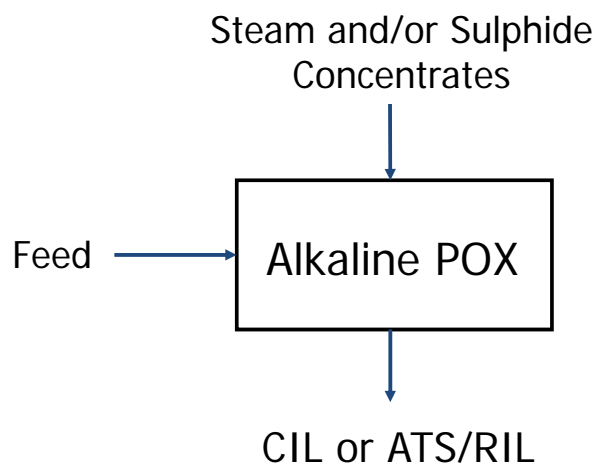 Steam and/or Sulphide
Concentrates
Feed
Alkaline POX
CIL or ATS/RIL